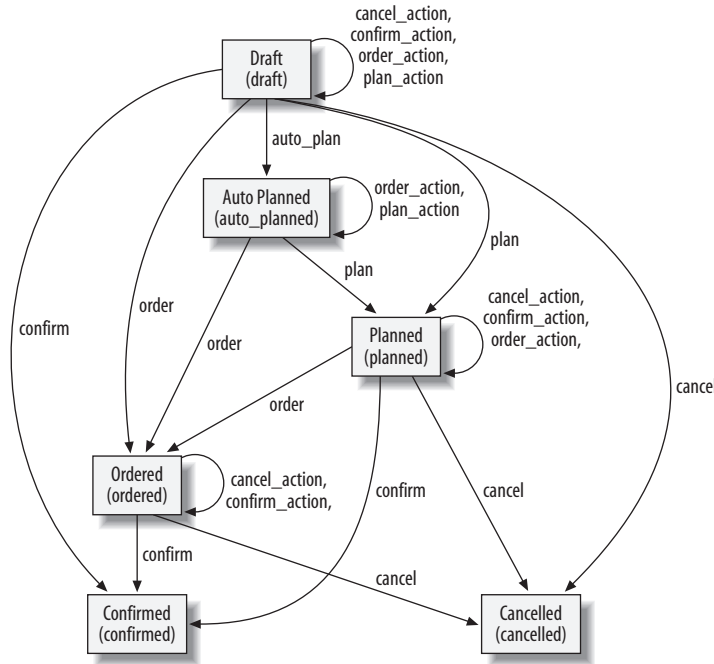 cancel_action,
confirm_action,
order_action,
plan_action
Draft
(draft)
auto_plan
Auto Planned
(auto_planned)
order_action,
plan_action
plan
plan
order
order
confirm
cancel_action,
confirm_action,
order_action,
Planned
(planned)
cance
order
Ordered
(ordered)
cancel_action,
confirm_action,
confirm
cancel
confirm
cancel
Confirmed
(confirmed)
Cancelled
(cancelled)